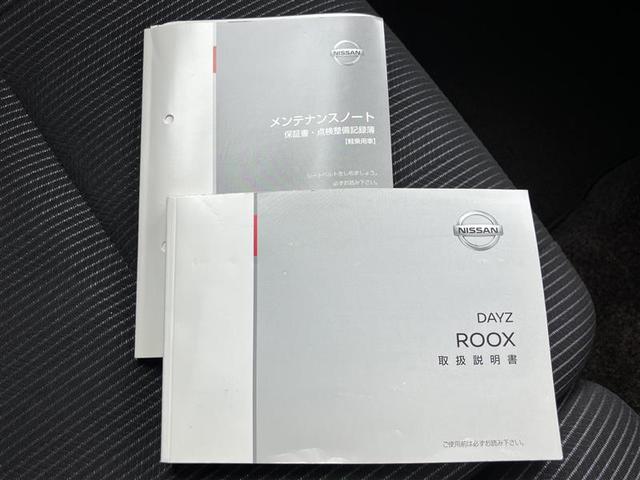 NISSAN
メンテナンスノート
保証書・点検整備記録簿
【軽乗用車】
シートベルトをしめましょう。
必ずお読み下さい。
NISSAN
DAYZ
ROOX
取扱説明書
ご使用前は必ずお読み下さい。